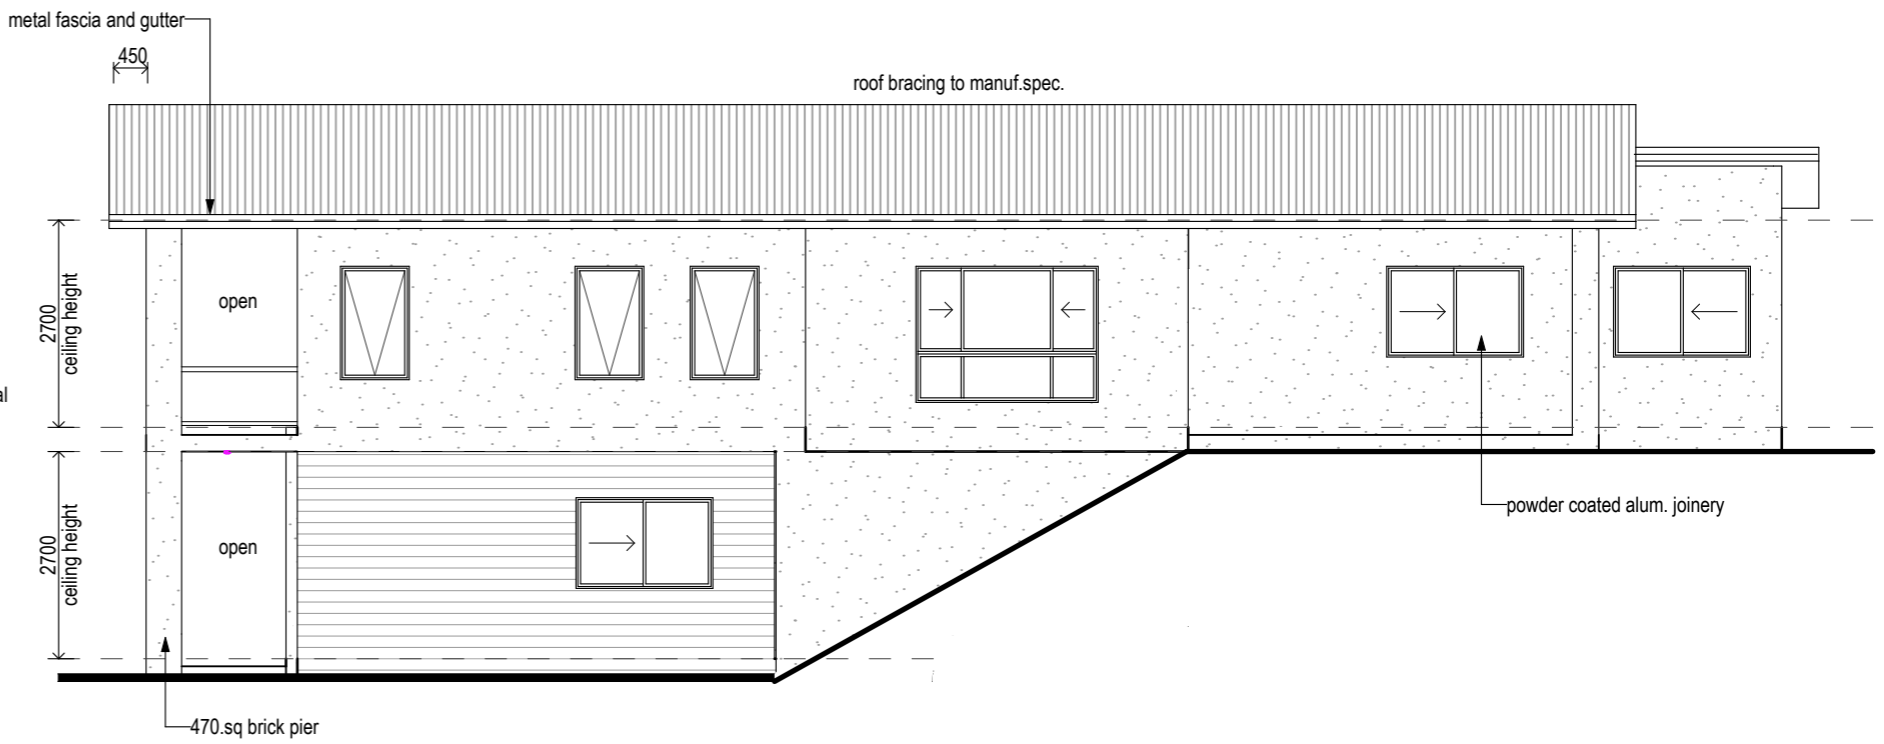 metal fascia and gutter
450
roof bracing to manuf.spec.
open
2700
ceiling height
al
open
2700
ceiling height
powder coated alum. joinery
470.sq brick pier